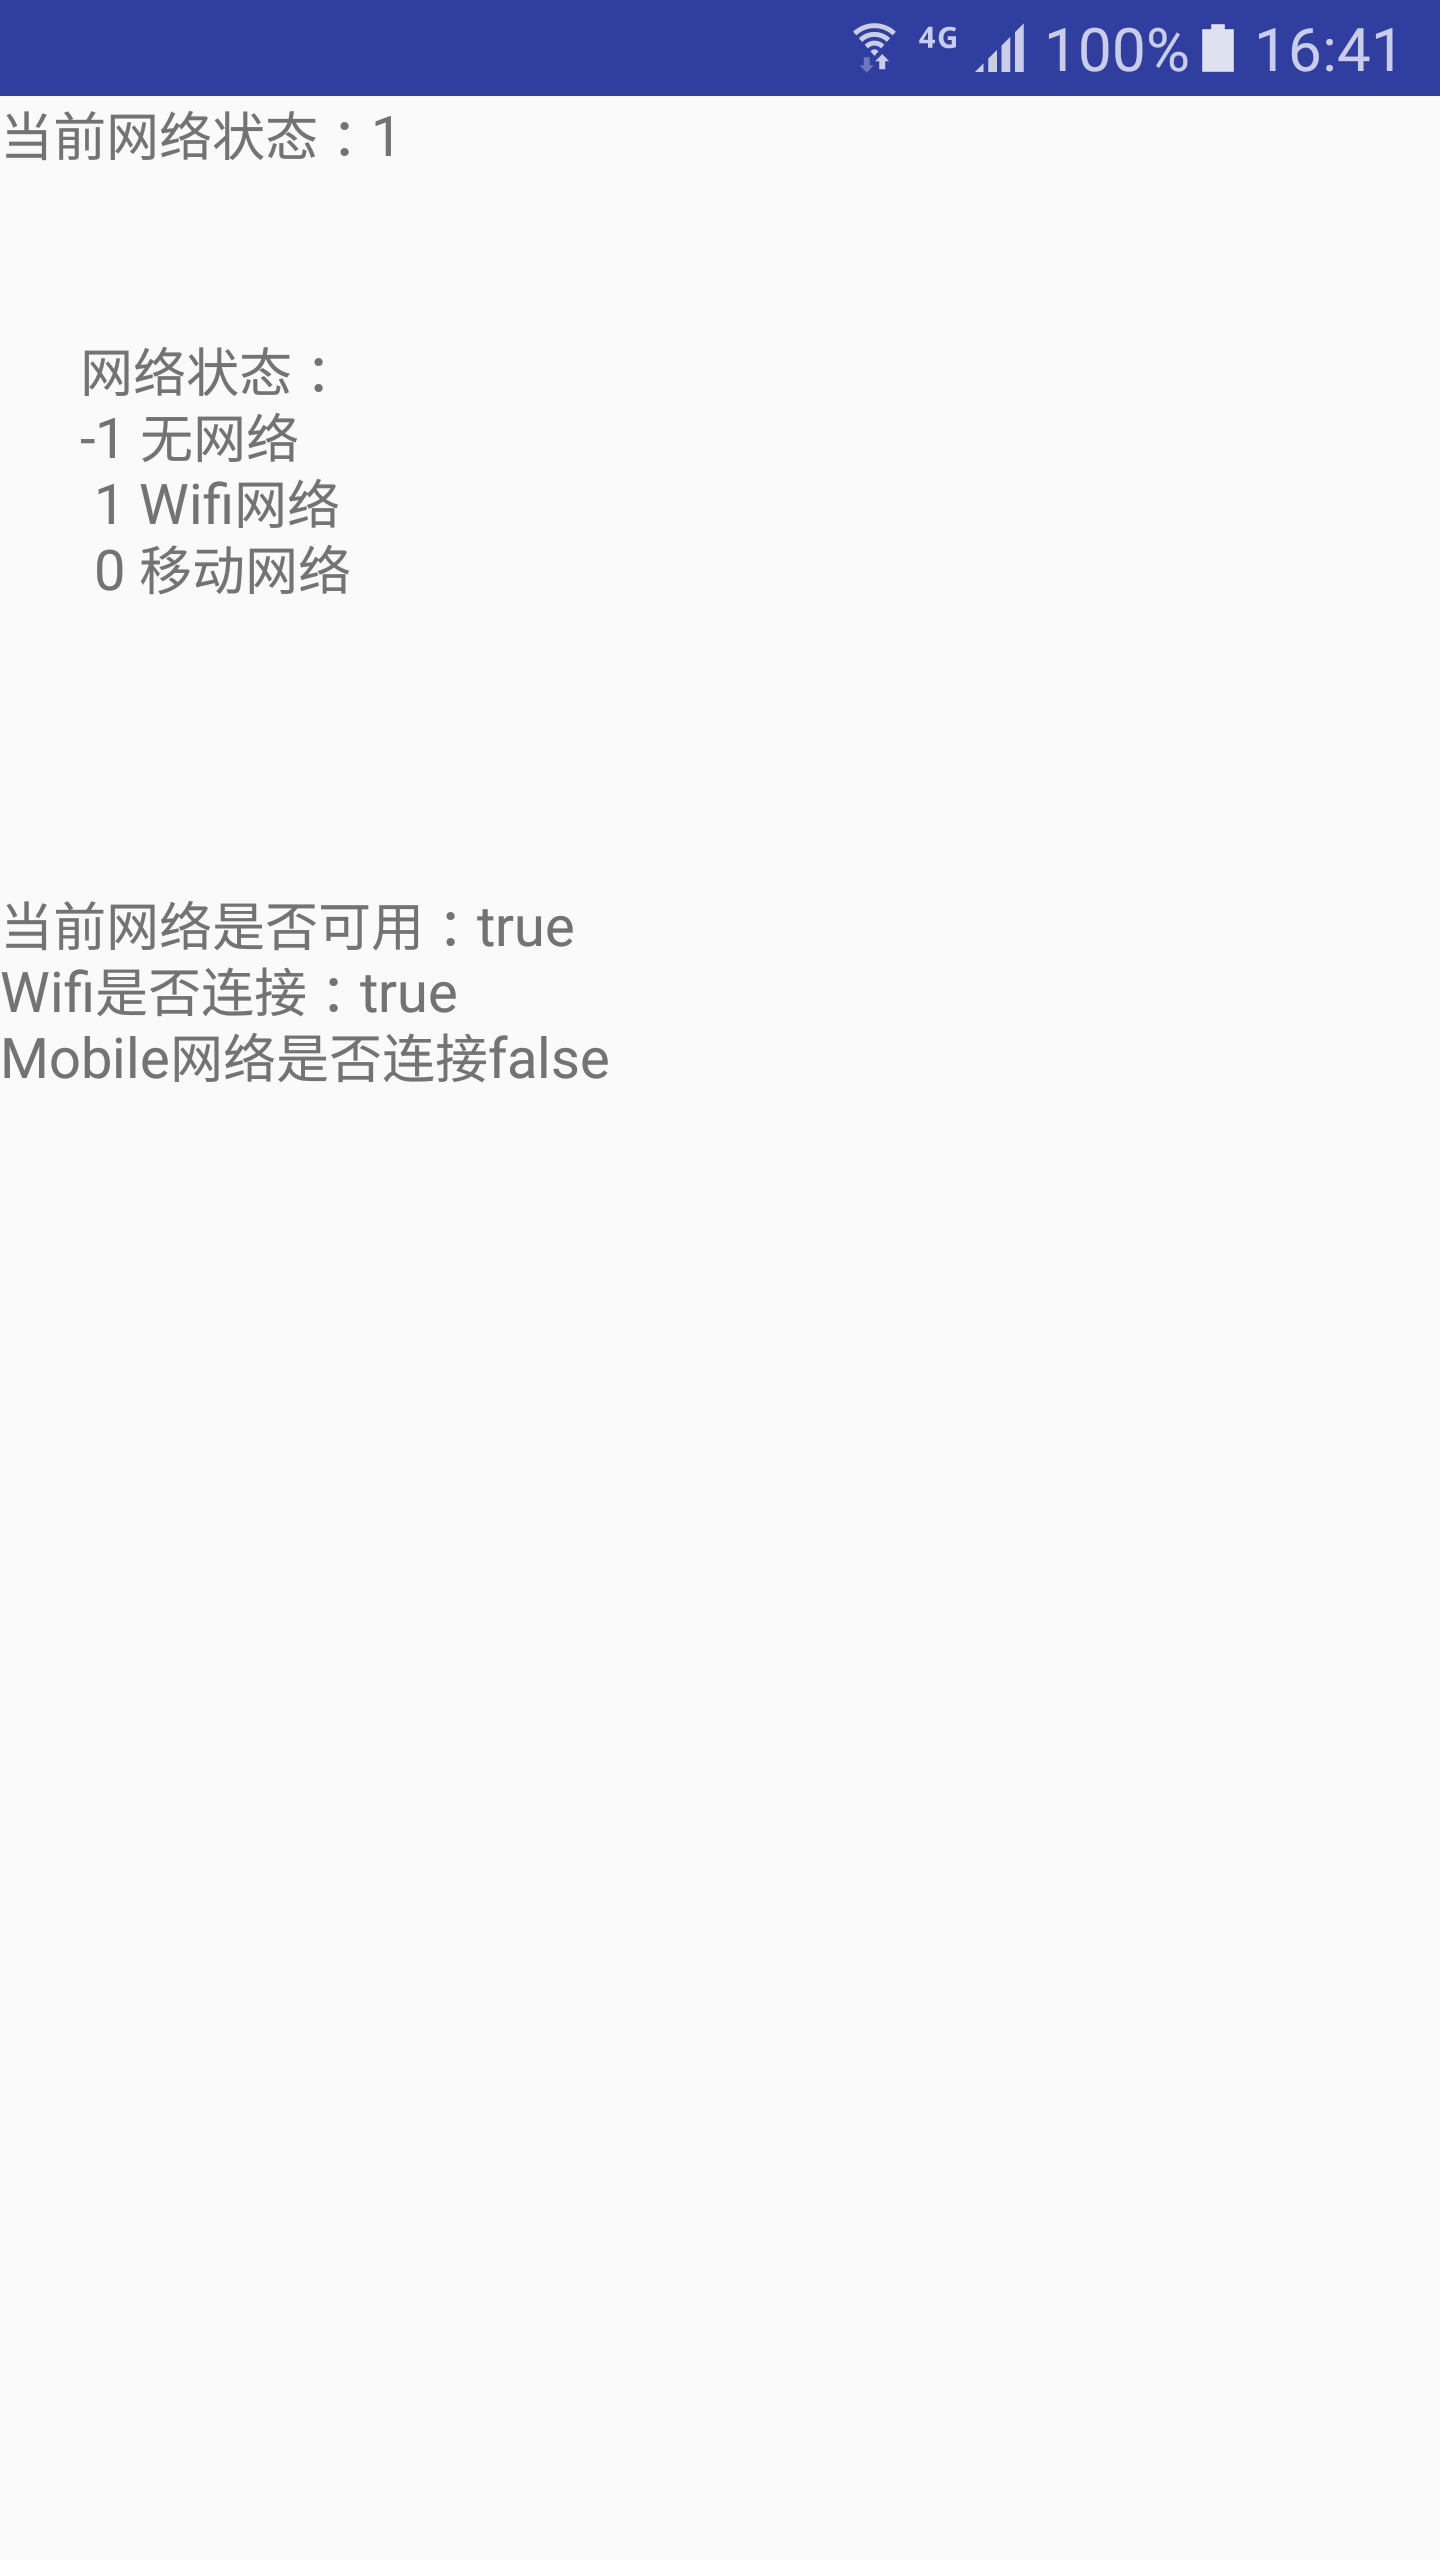 4G 100% 16:41
当前网络状态：1
网络状态：
-1 无网络
1 Wifi网络
0 移动网络
当前网络是否可用：true
Wifi是否连接：true
Mobile网络是否连接false